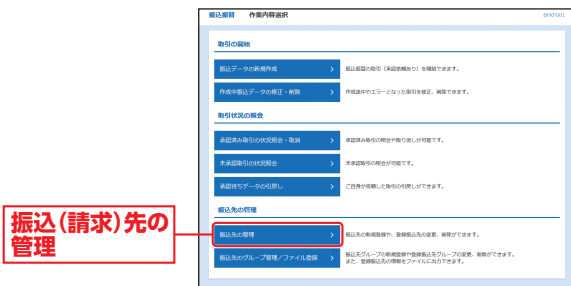 振込振替 作業内容選択 BFKF001
取引の開始
振込データの新規作成 振込振替の取引（承認依頼あり）を開始できます。
作成中振込データの修正・削除 作成途中やエラーとなった取引を修正、削除できます。
取引状況の照会
承認済み取引の状況照会・取消 承認済み取引の照会や取り消しが可能です。
未承認取引の状況照会 未承認取引の照会が可能です。
承認待ちデータの引戻し ご自身が依頼した取引の引戻しができます。
振込先の管理
振込(請求)先の
管理
振込先の管理 振込先の新規登録や、登録振込先の変更、削除ができます。
振込先のグループ管理／ファイル登録 振込先グループの新規登録や登録振込先グループの変更、削除ができます。
また、登録振込先の情報をファイルに出力できます。